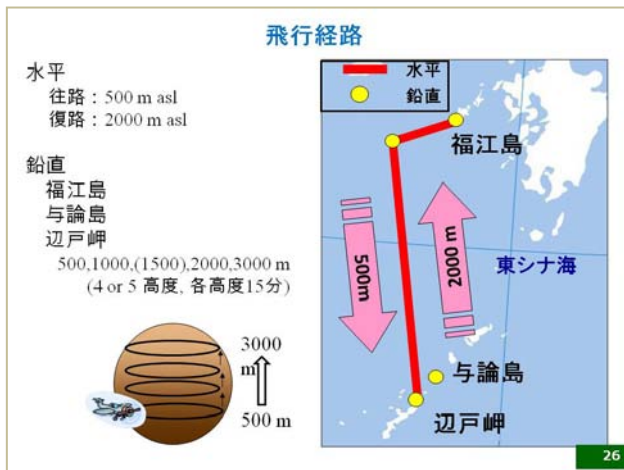 飛行経路
水平
往路：500 m asl
復路：2000 m asl
鉛直
福江島
与論島
辺戸岬
500,1000,(1500),2000,3000 m
(4 or 5 高度, 各高度15分)
3000
m
500 m
水平
鉛直
福江島
500m
2000 m
東シナ海
与論島
辺戸岬
26